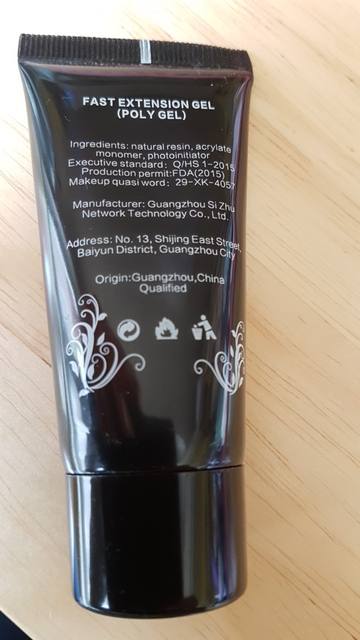 FAST EXTENSION GEL
(POLY GEL)
Ingredients: natural resin, acrylate
monomer, photoinitiator
Executive standard: Q/HS 1-2015
Production permit:FDA(2015)
Makeup quasi word: 29-XK-4057
Manufacturer: Guangzhou Si Zhu
Network Technology Co., Ltd.
Address: No. 13, Shijing East Street,
Baiyun District, Guangzhou City
Origin:Guangzhou,China
Qualified